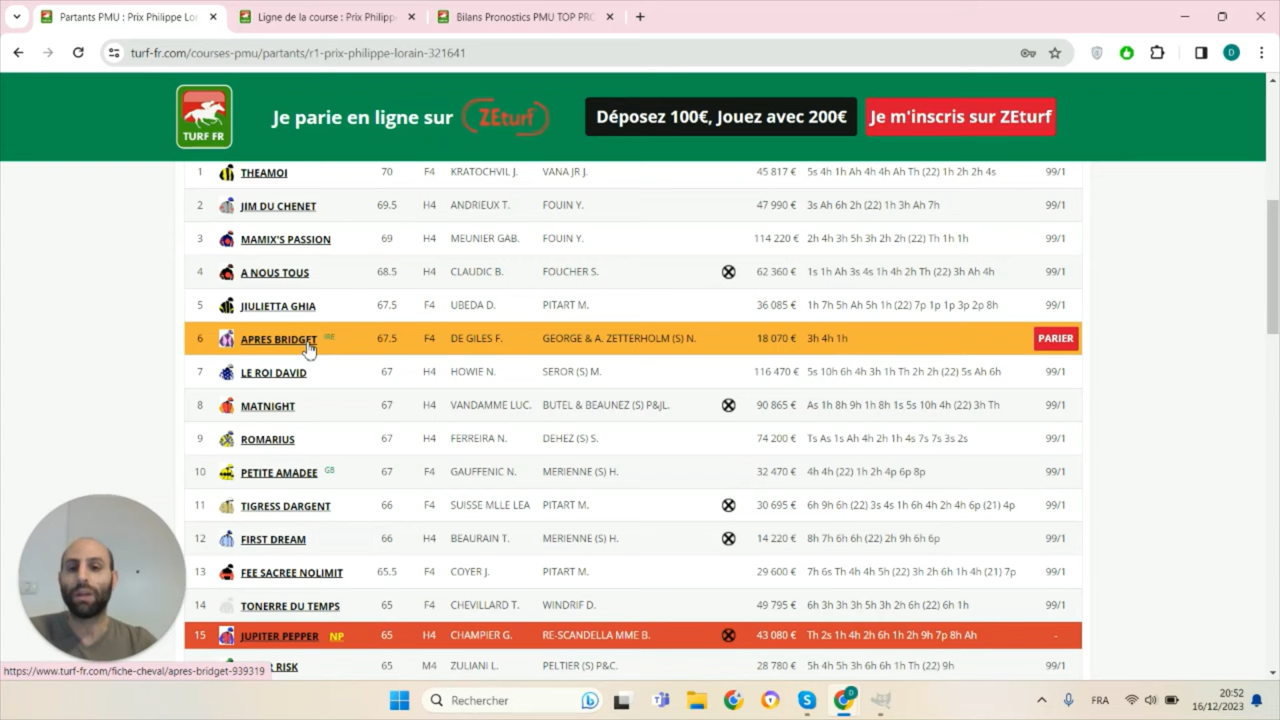 Partants PMU : Prix Philippe Lo
Ligne de la course : Prix Philipp
Bilans Pronostics PMU TOP PRO
turf-fr.com/courses-pmu/partants/r1-prix-philippe-lorain-321641
D
TURF FR
Je parie en ligne sur ZEturf
Déposez 100€, Jouez avec 200€
Je m'inscris sur ZEturf
1 THEAMOI 70 F4 KRATOCHVIL J. VANA JR J. 45 817 € 5s 4h 1h Ah 4h 4h Ah Th (22) 1h 2h 2h 4s 99/1
2 JIM DU CHENET 69.5 H4 ANDRIEUX T. FOUIN Y. 47 990 € 3s Ah 6h 2h (22) 1h 3h Ah 7h 99/1
3 MAMIX'S PASSION 69 H4 MEUNIER GAB. FOUIN Y. 114 220 € 2h 4h 3h 5h 3h 2h 2h (22) Th 1h 1h 99/1
4 A NOUS TOUS 68.5 H4 CLAUDIC B. FOUCHER S. 62 360 € 1s 1h Ah 3s 4s 1h 4h 2h Th (22) 3h Ah 4h 99/1
5 JIULIETTA GHIA 67.5 F4 UBEDA D. PITART M. 36 085 € 1h 7h 5h Ah 5h 1h (22) 7p 1p 1p 3p 2p 8h 99/1
6 APRES BRIDGET IRE 67.5 F4 DE GILES F. GEORGE & A. ZETTERHOLM (S) N. 18 070 € 3h 4h 1h PARIER
7 LE ROI DAVID 67 H4 HOWIE N. SEROR (S) M. 116 470 € 5s 10h 6h 4h 3h 1h Th 2h 2h (22) 5s Ah 6h 99/1
8 MATNIGHT 67 H4 VANDAMME LUC. BUTEL & BEAUNEZ (S) P&JL. 90 865 € As 1h 8h 9h 1h 8h 1s 5s 10h 4h (22) 3h Th 99/1
9 ROMARIUS 67 H4 FERREIRA N. DEHEZ (S) S. 74 200 € Ts As 1s Ah 4h 2h 1h 4s 7s 7s 3s 2s 99/1
10 PETITE AMADEE GB 67 F4 GAUFFENIC N. MERIENNE (S) H. 32 470 € 4h 4h (22) 1h 2h 4p 6p 8p 99/1
11 TIGRESS DARGENT 66 F4 SUISSE MLLE LEA PITART M. 30 695 € 6h 9h 6h (22) 3s 4s 1h 6h 4h 2h 4h 6p (21) 4p 99/1
12 FIRST DREAM 66 H4 BEAURAIN T. MERIENNE (S) H. 14 220 € 8h 7h 6h 6h (22) 2h 9h 6h 6p 99/1
13 FEE SACREE NOLIMIT 65.5 F4 COYER J. PITART M. 29 600 € 7h 6s Th 4h 4h 5h (22) 3h 2h 6h 1h 4h (21) 7p 99/1
14 TONERRE DU TEMPS 65 F4 CHEVILLARD T. WINDRIF D. 49 795 € 6h 3h 3h 3h 5h 3h 2h 6h (22) 6h 1h 99/1
15 JUPITER PEPPER NP 65 H4 CHAMPIER G. RE-SCANDELLA MME B. 43 080 € Th 2s 1h 4h 2h 6h 1h 2h 9h 7p 8h Ah -
RISK 65 M4 ZULIANI L. PELTIER (S) P&C. 28 780 € 5h 4h 5h 3h 6h 6h 1h Th (22) 9h 99/1
https://www.turf-fr.com/fiche-cheval/apres-bridget-939319
Rechercher
FRA
20:52
16/12/2023